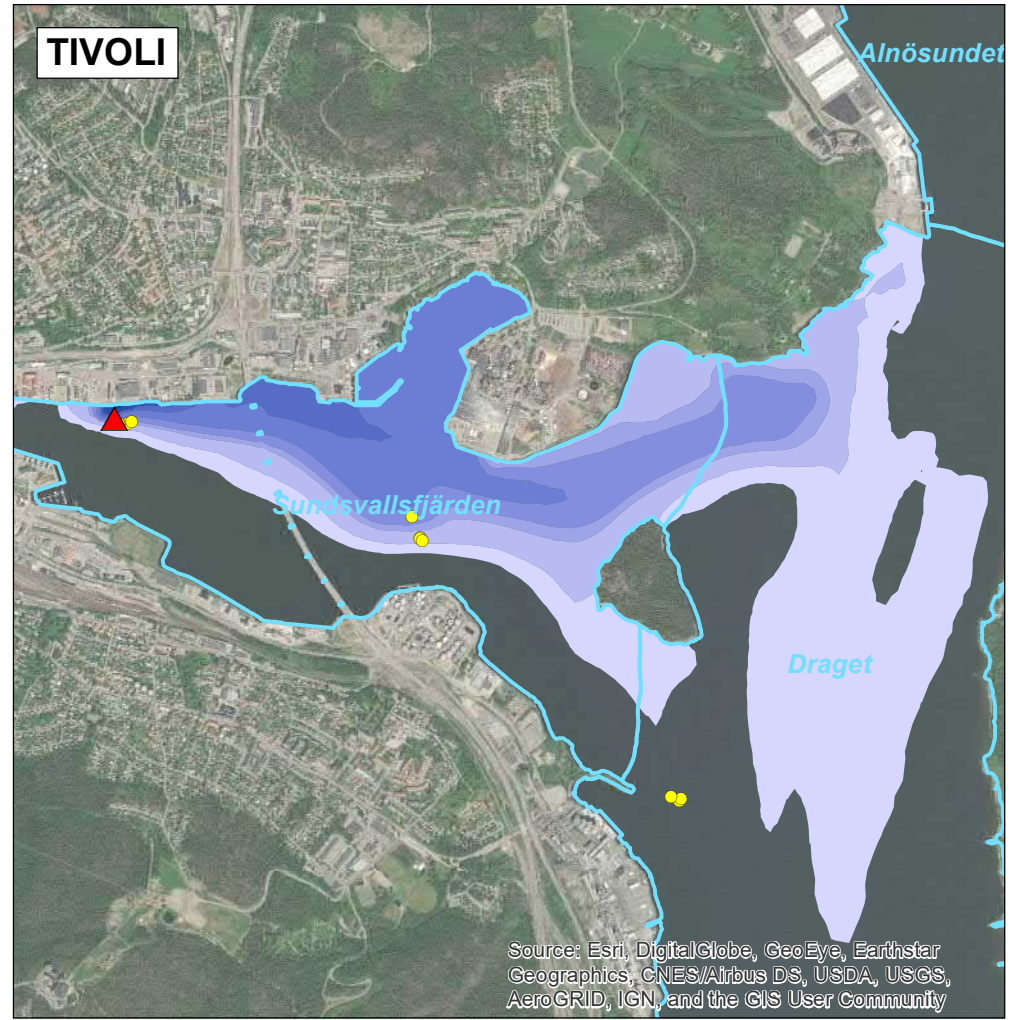 TIVOLI
Alnösundet
Sundsvallsfjärden
Draget
Source: Esri, DigitalGlobe, GeoEye, Earthstar
Geographics, CNES/Airbus DS, USDA, USGS,
AeroGRID, IGN, and the GIS User Community